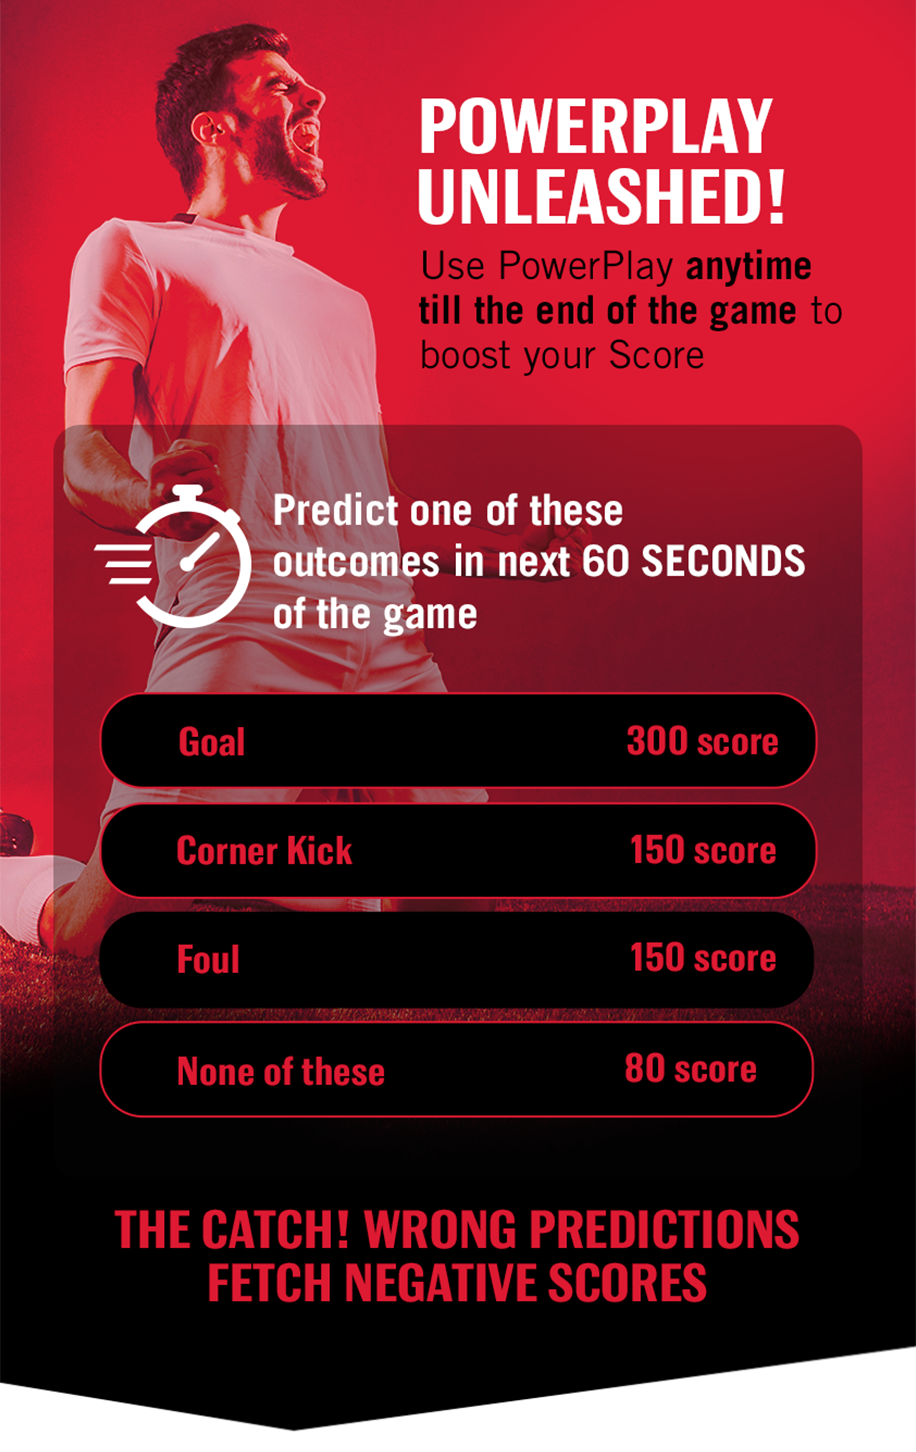 POWERPLAY
UNLEASHED!
Use PowerPlay anytime
till the end of the game to
boost your Score
Predict one of these
outcomes in next 60 SECONDS
of the game
Goal 300 score
Corner Kick 150 score
Foul 150 score
None of these 80 score
THE CATCH! WRONG PREDICTIONS
FETCH NEGATIVE SCORES